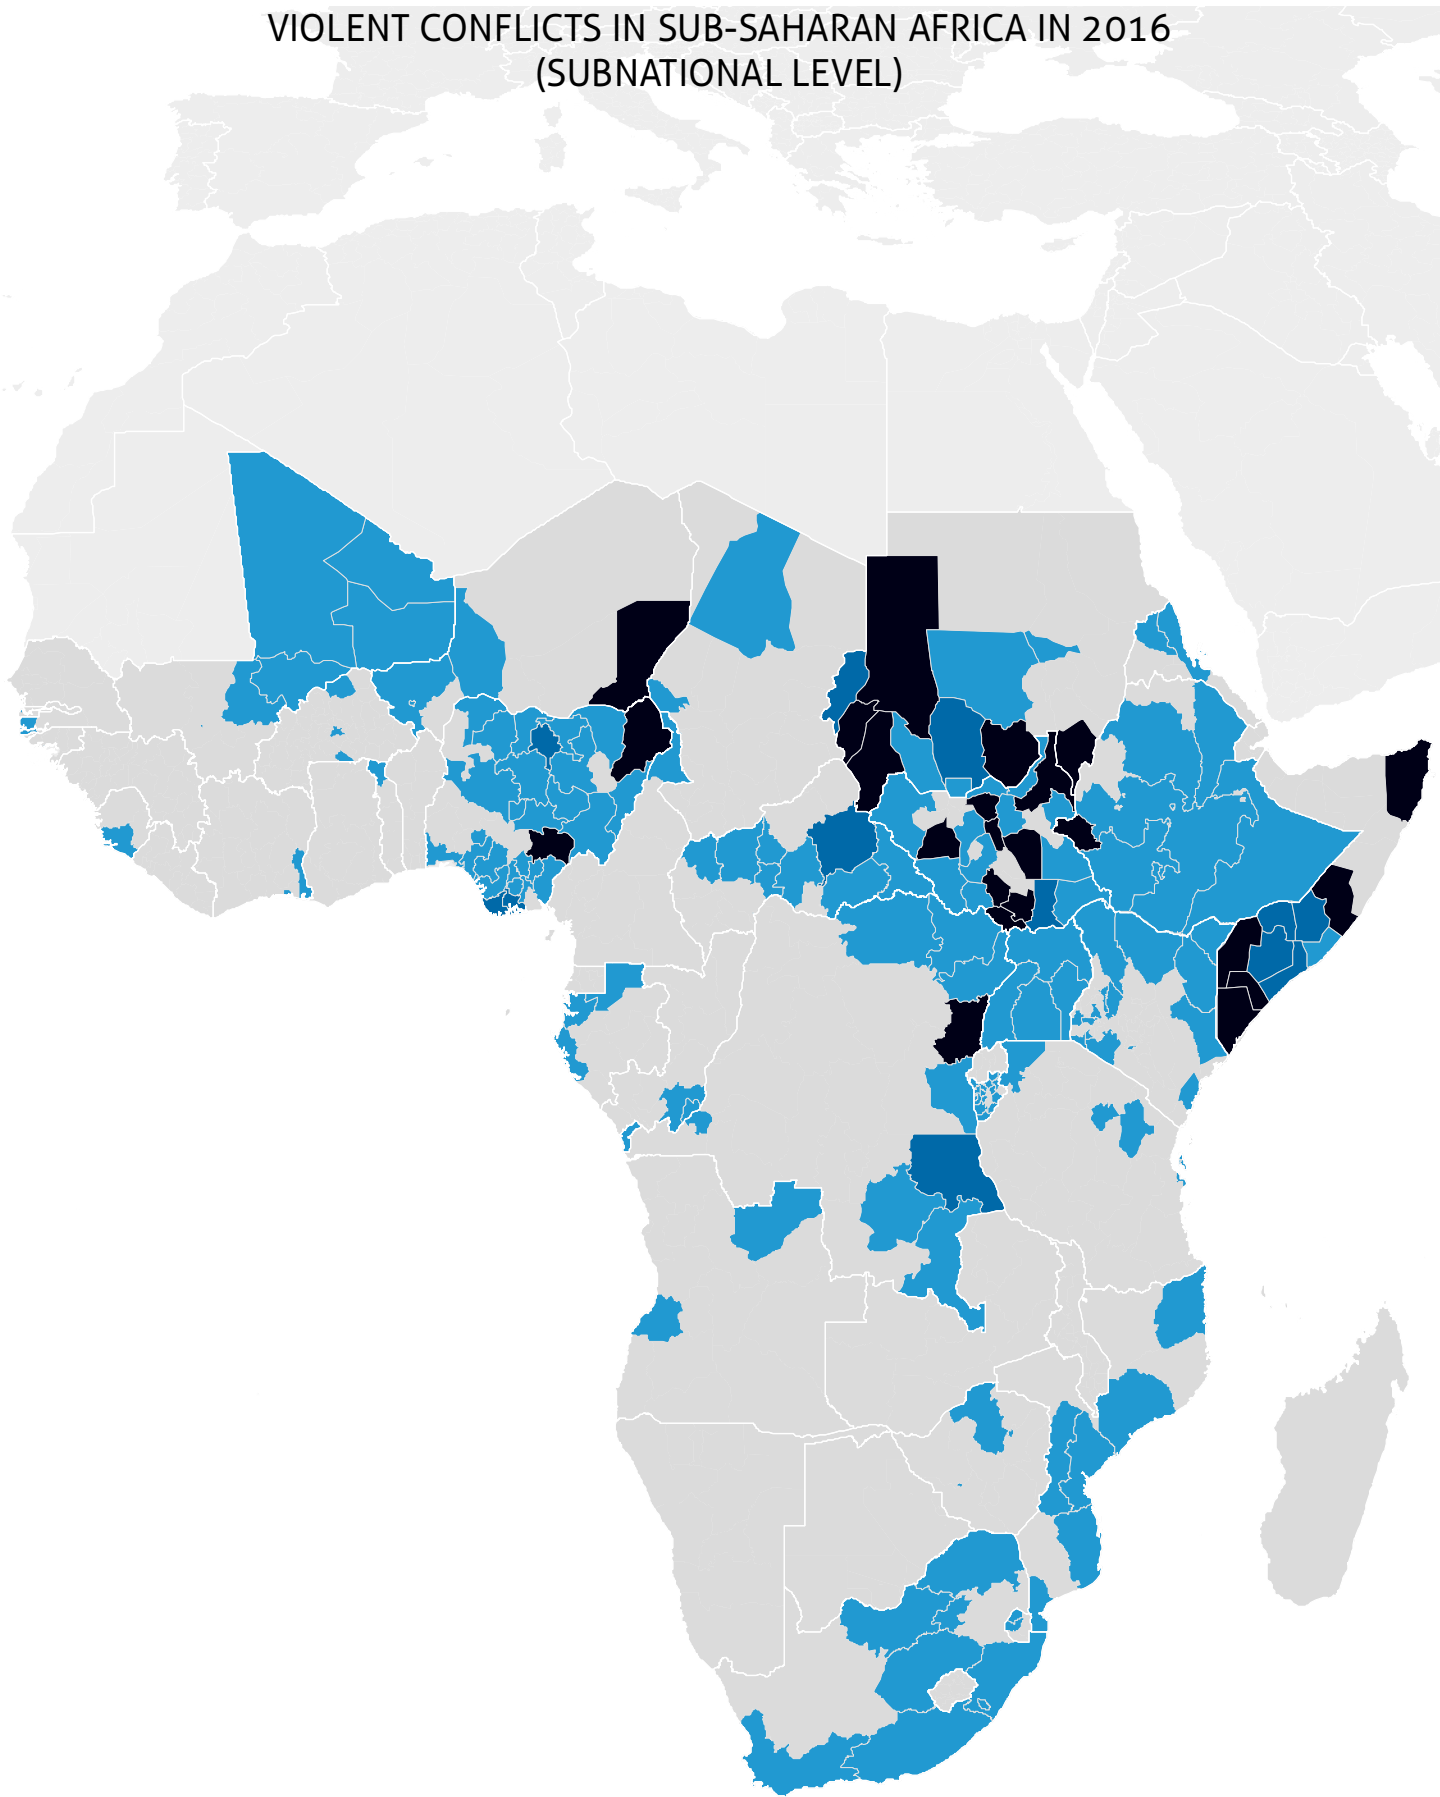 VIOLENT CONFLICTS IN SUB-SAHARAN AFRICA IN 2016
(SUBNATIONAL LEVEL)